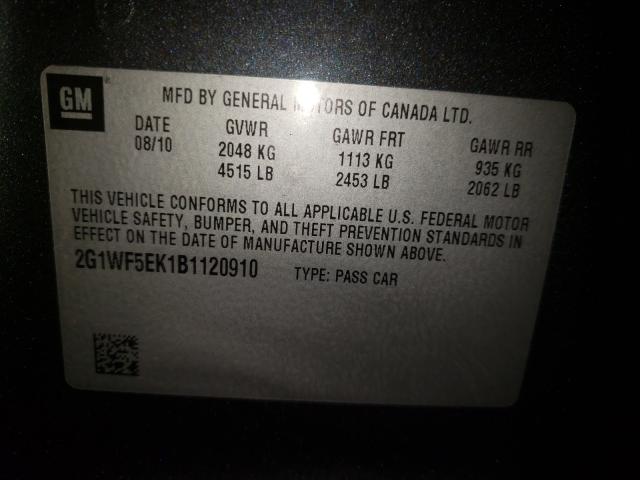 GM
MFD BY GENERAL MOTORS OF CANADA LTD.
DATE GVWR GAWR FRT GAWR RR
08/10 2048 KG 1113 KG 935 KG
4515 LB 2453 LB 2062 LB
THIS VEHICLE CONFORMS TO ALL APPLICABLE U.S. FEDERAL MOTOR
VEHICLE SAFETY, BUMPER, AND THEFT PREVENTION STANDARDS IN
EFFECT ON THE DATE OF MANUFACTURE SHOWN ABOVE.
2G1WF5EK1B1120910 TYPE: PASS CAR